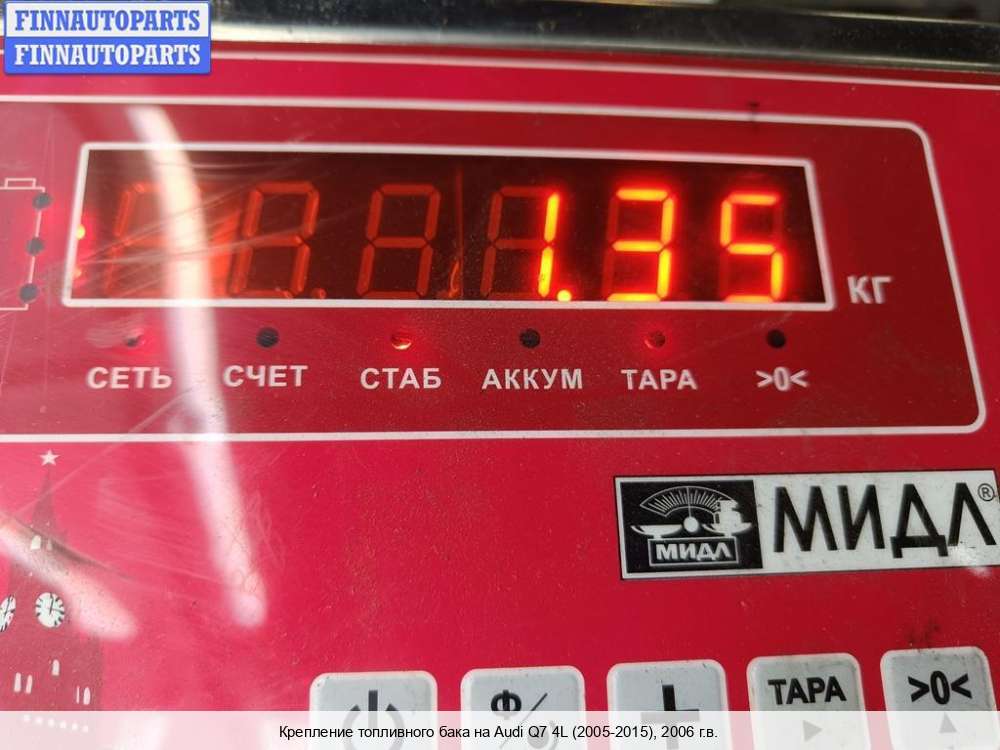 FINNAUTOPARTS
FINNAUTOPARTS
1.35
КГ
СЕТЬ СЧЕТ СТАБ АККУМ ТАРА >0<
МИДЛ МИДЛ®
ТАРА >0<
Крепление топливного бака на Audi Q7 4L (2005-2015), 2006 г.в.